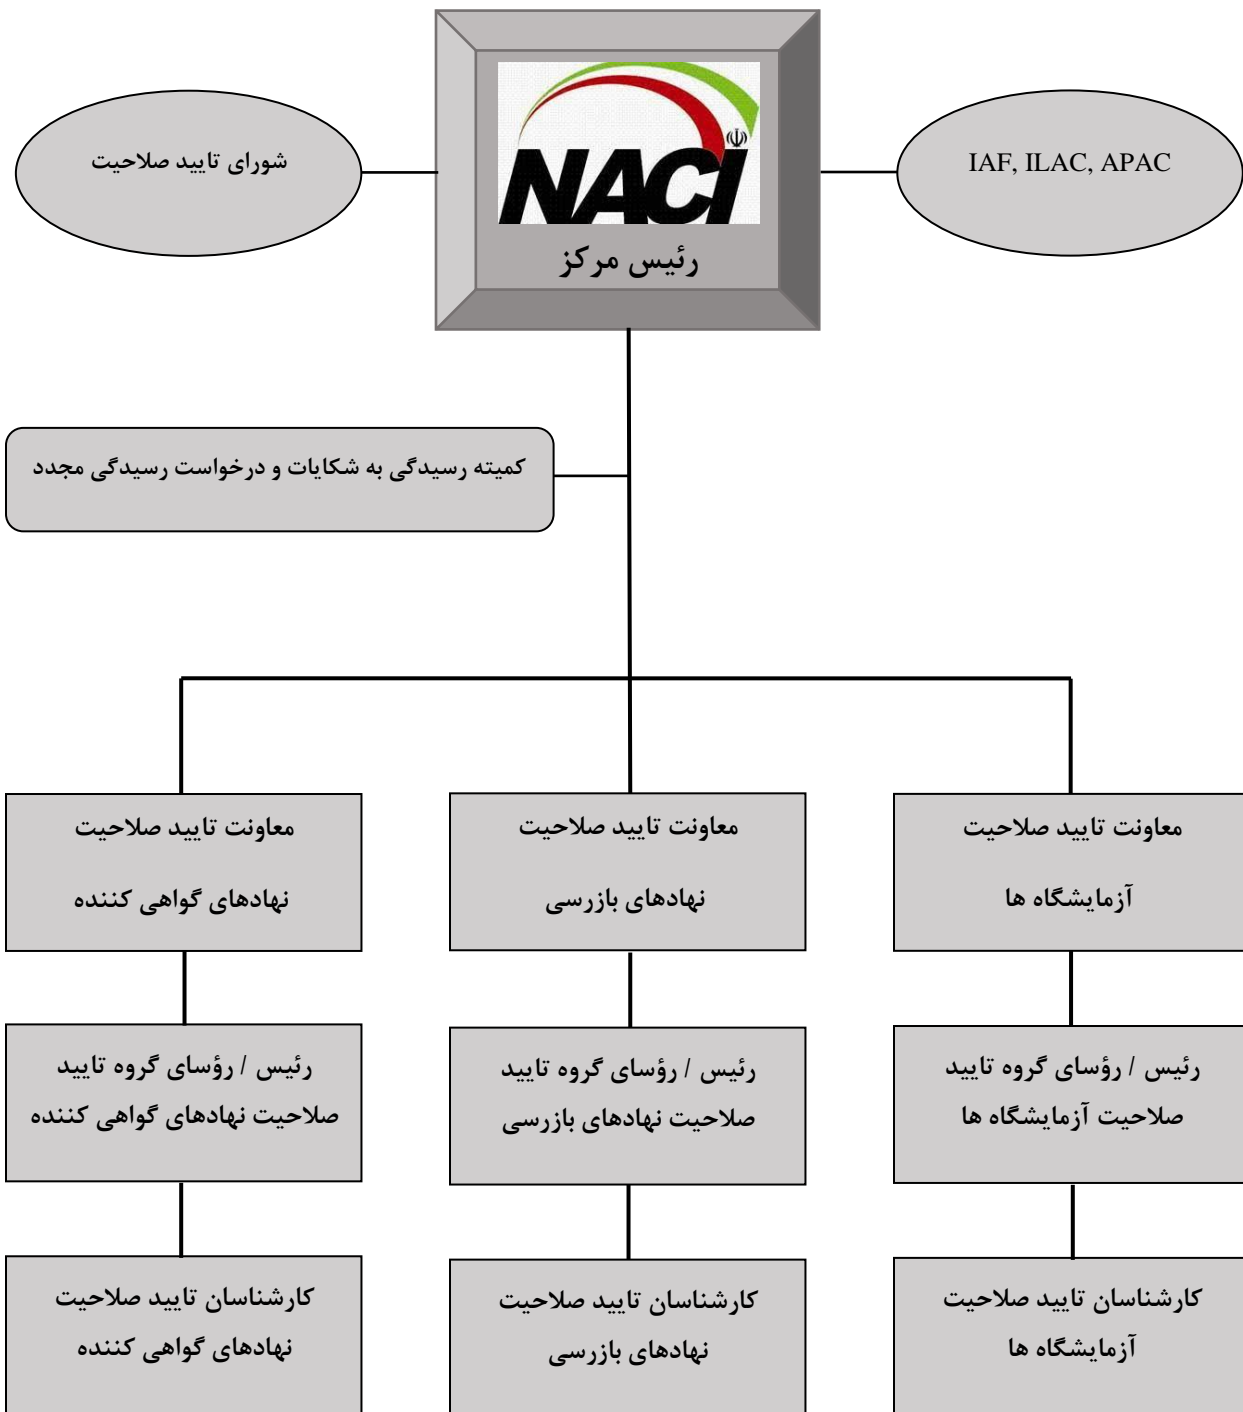 NACI
رئیس مرکز
شورای تایید صلاحیت
IAF, ILAC, APAC
کمیته رسیدگی به شکایات و درخواست رسیدگی مجدد
معاونت تایید صلاحیت
آزمایشگاه ها
معاونت تایید صلاحیت
نهادهای بازرسی
معاونت تایید صلاحیت
نهادهای گواهی کننده
رئیس / رؤسای گروه تایید
صلاحیت آزمایشگاه ها
رئیس / رؤسای گروه تایید
صلاحیت نهادهای بازرسی
رئیس / رؤسای گروه تایید
صلاحیت نهادهای گواهی کننده
کارشناسان تایید صلاحیت
آزمایشگاه ها
کارشناسان تایید صلاحیت
نهادهای بازرسی
کارشناسان تایید صلاحیت
نهادهای گواهی کننده